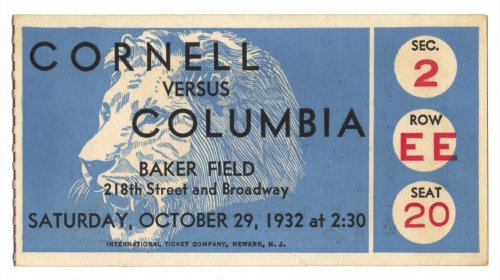 CORNELL
VERSUS
COLUMBIA
BAKER FIELD
218th Street and Broadway
SATURDAY, OCTOBER 29, 1932 at 2:30
INTERNATIONAL TICKET COMPANY, NEWARK, N. J.
SEC.
2
ROW
EE
SEAT
20